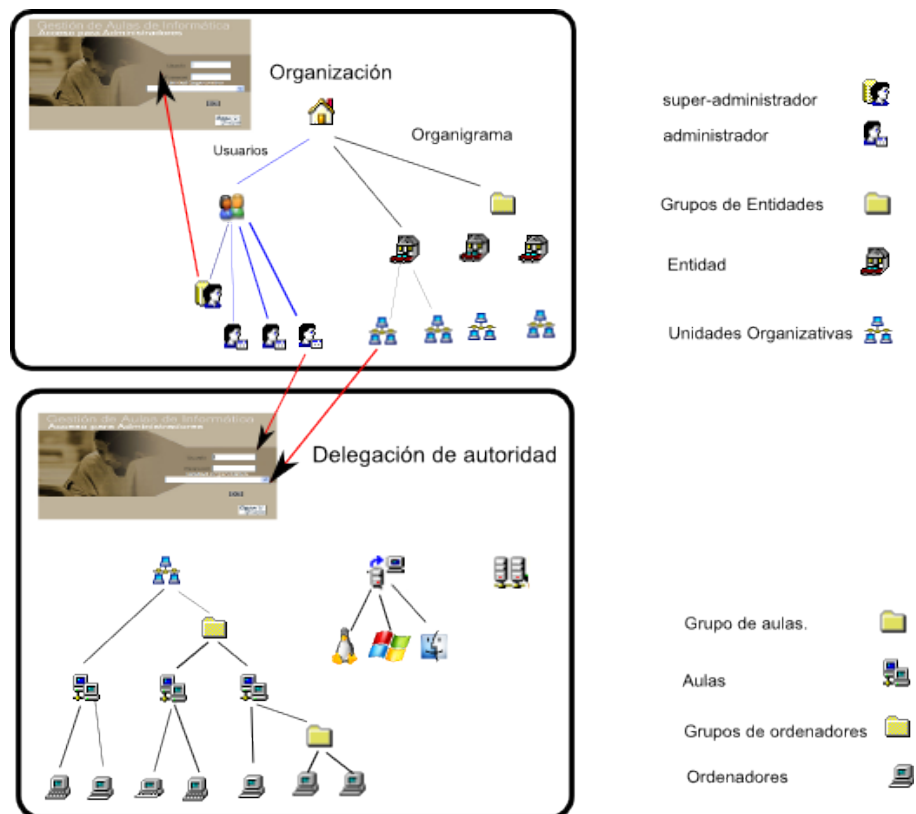 Gestión de Aulas de Informática
Acceso para Administradores
Organización
Organigrama
Usuarios
super-administrador
administrador
Grupos de Entidades
Entidad
Unidades Organizativas
Gestión de Aulas de Informática
Acceso para Administradores
Delegación de autoridad
Grupo de aulas.
Aulas
Grupos de ordenadores
Ordenadores